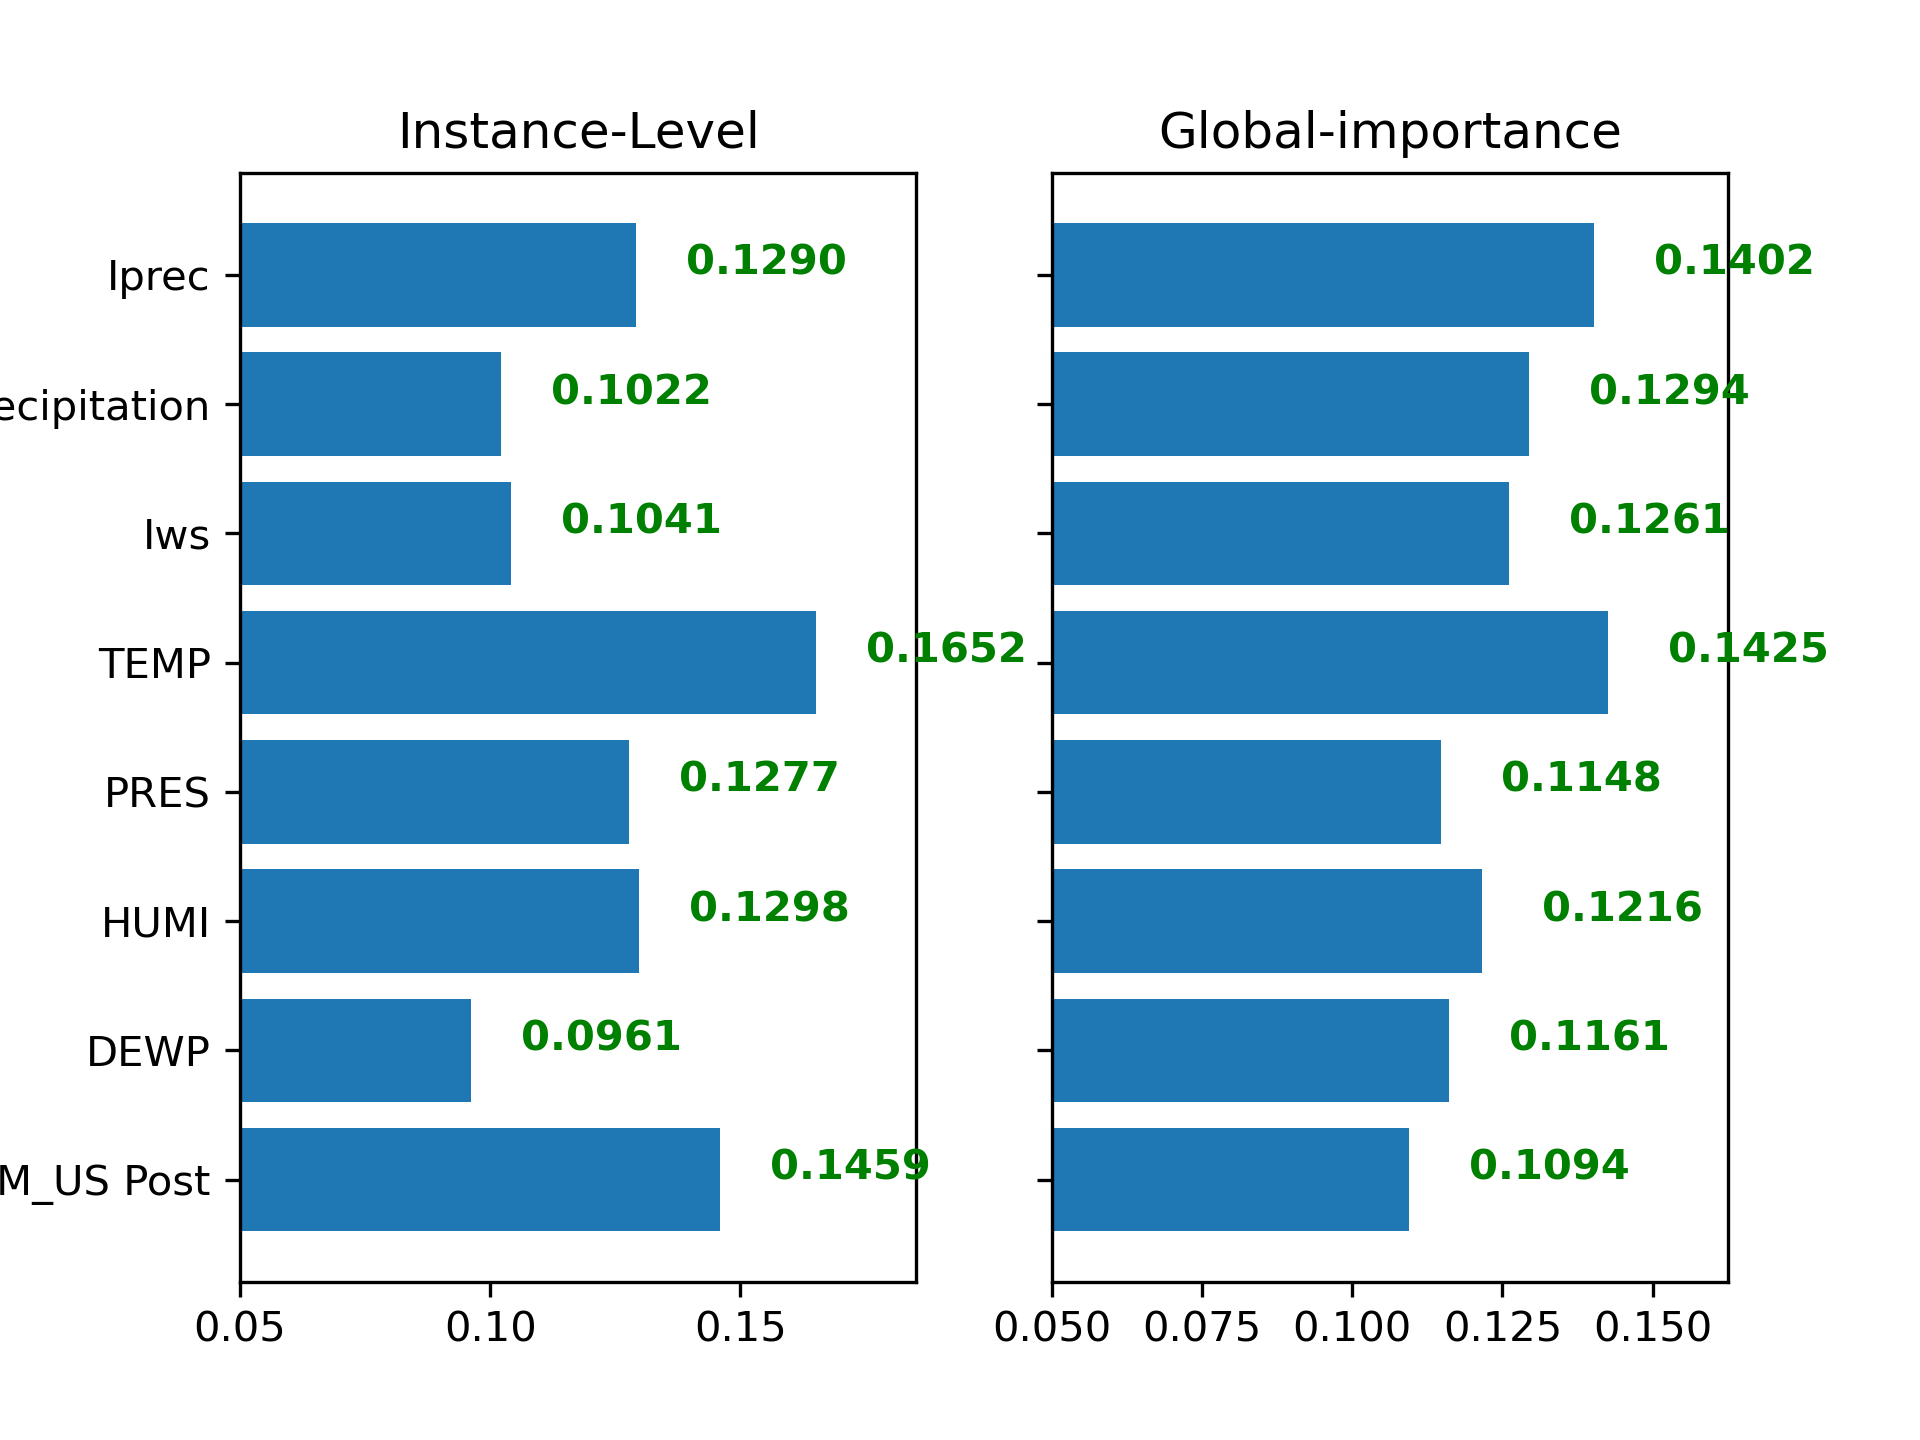 Instance-Level
Global-importance
Iprec
0.1290
0.1402
ecipitation
0.1022
0.1294
Iws
0.1041
0.1261
TEMP
0.1652
0.1425
PRES
0.1277
0.1148
HUMI
0.1298
0.1216
DEWP
0.0961
0.1161
M_US Post
0.1459
0.1094
0.05 0.10 0.15
0.050 0.075 0.100 0.125 0.150